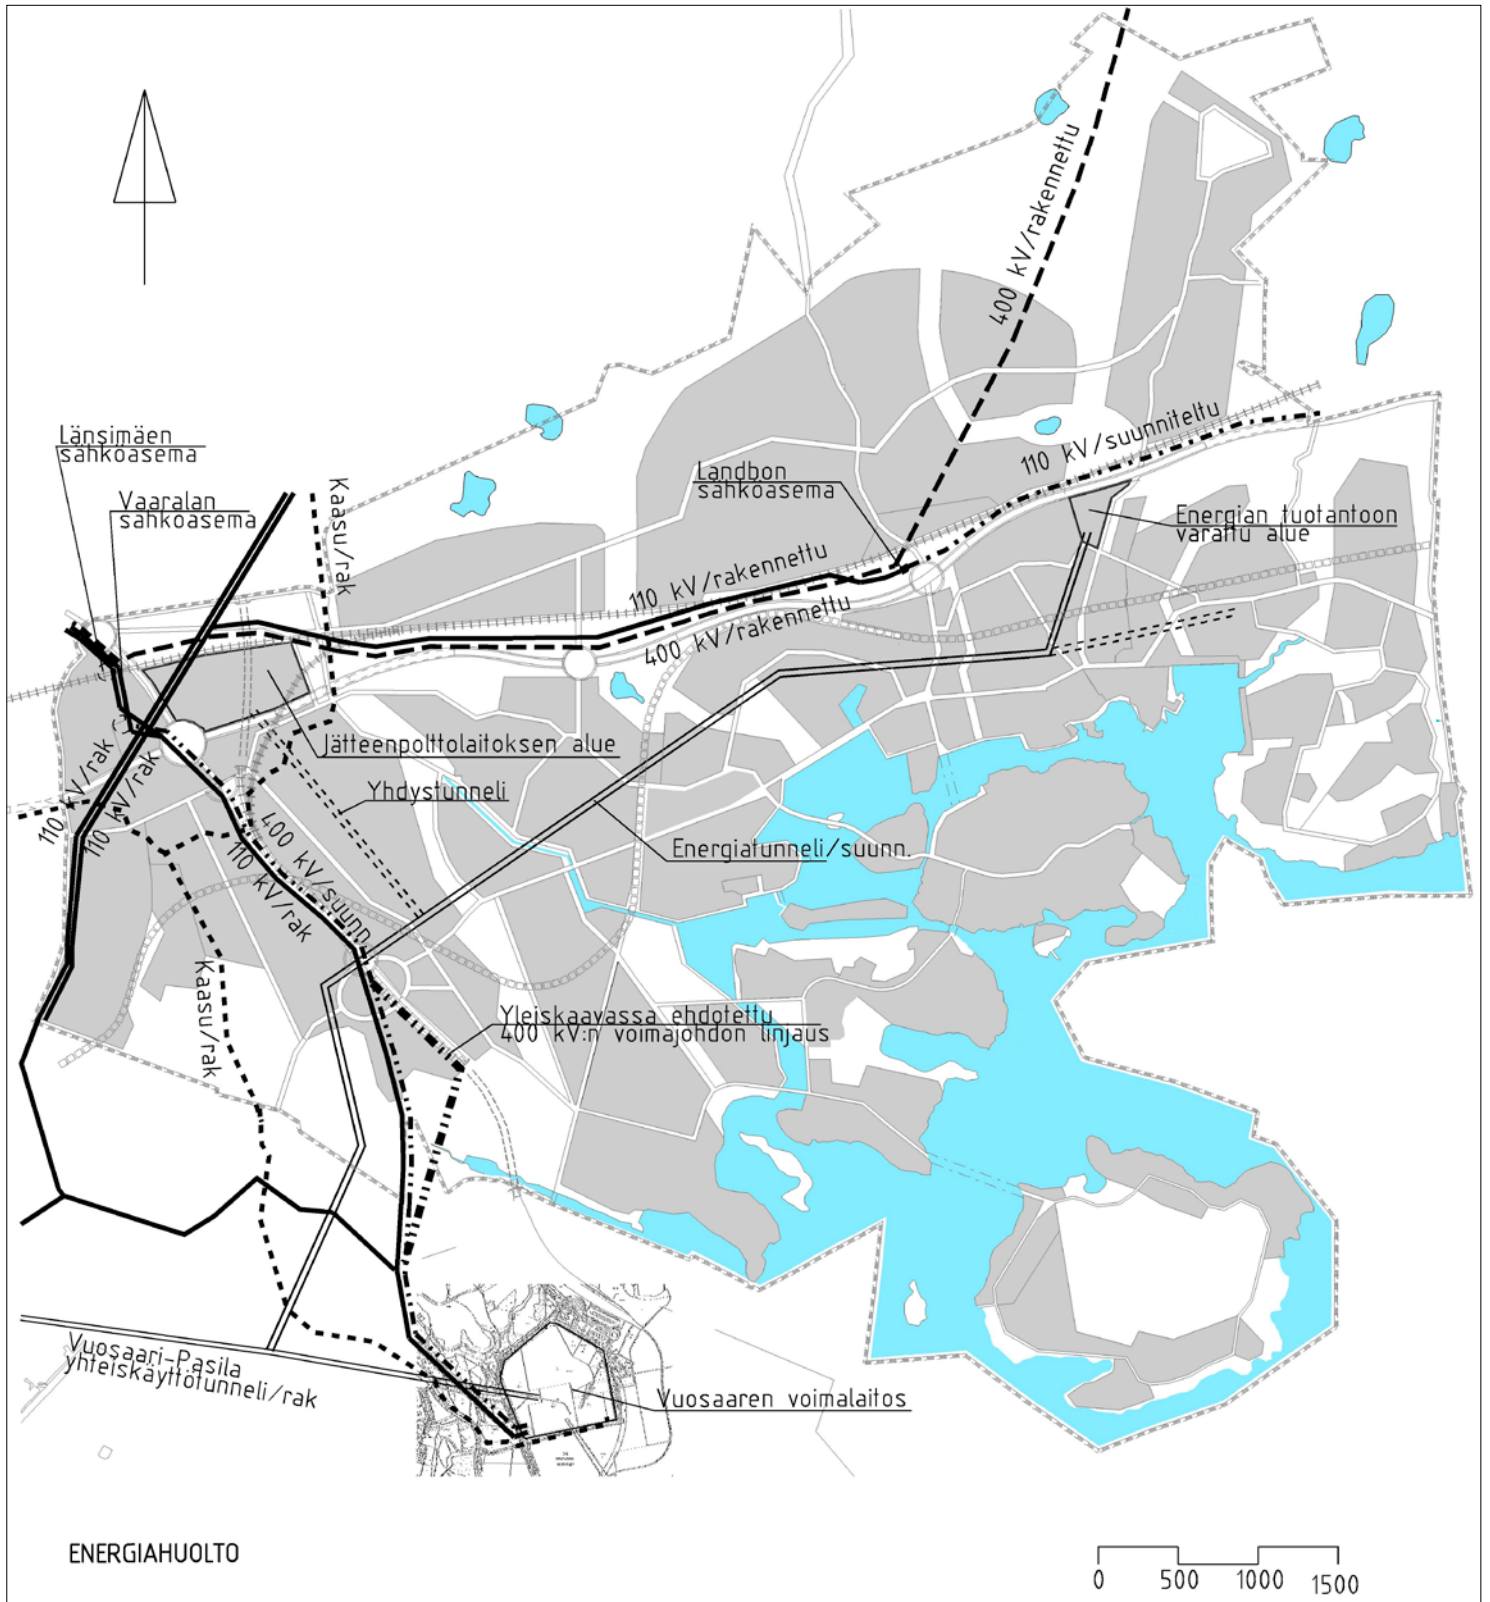 400 kV/rakennettu
110 kV/suunniteltu
Länsimäen
sähköasema
Vaaralan
sähköasema
Kaasu/rak
Landbon
sähköasema
Energian tuotantoon
varattu alue
110 kV/rakennettu
400 kV/rakennettu
Jätteenpolttolaitoksen alue
110 kV/rak
110 kV/rak
Yhdystunneli
400 kV/suunn.
110 kV/rak
Energiatunneli/suunn.
Kaasu/rak
Yleiskaavassa ehdotettu
400 kV:n voimajohdon linjaus
Vuosaari-Pasila
yhteiskäyttötunneli/rak
Vuosaaren voimalaitos
ENERGIAHUOLTO
0 500 1000 1500